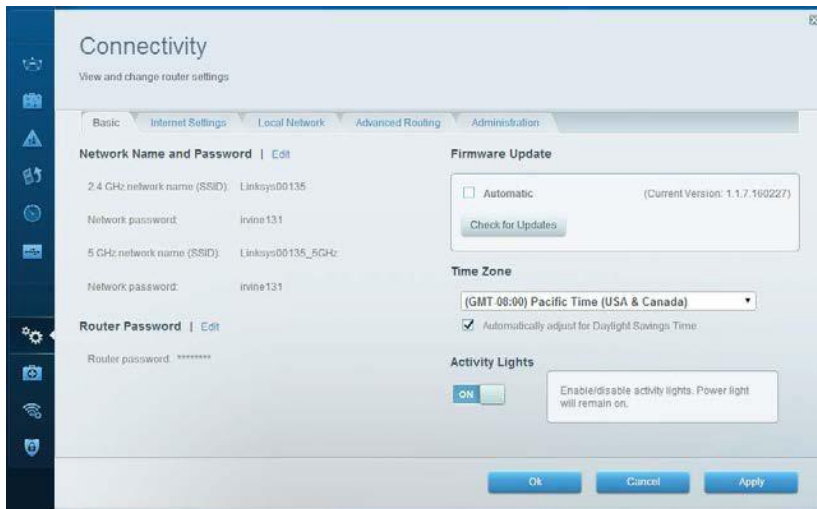 Connectivity
View and change router settings
Basic
Internet Settings
Local Network
Advanced Routing
Administration
Network Name and Password | Edit
2.4 GHz network name (SSID): Linksys00135
Network password: irvine131
5 GHz network name (SSID): Linksys00135_5GHz
Network password: irvine131
Router Password | Edit
Router password: ********
Firmware Update
Automatic
(Current Version: 1.1.7.160227)
Check for Updates
Time Zone
(GMT-08:00) Pacific Time (USA & Canada)
Automatically adjust for Daylight Savings Time
Activity Lights
ON
Enable/disable activity lights. Power light
will remain on.
Ok
Cancel
Apply